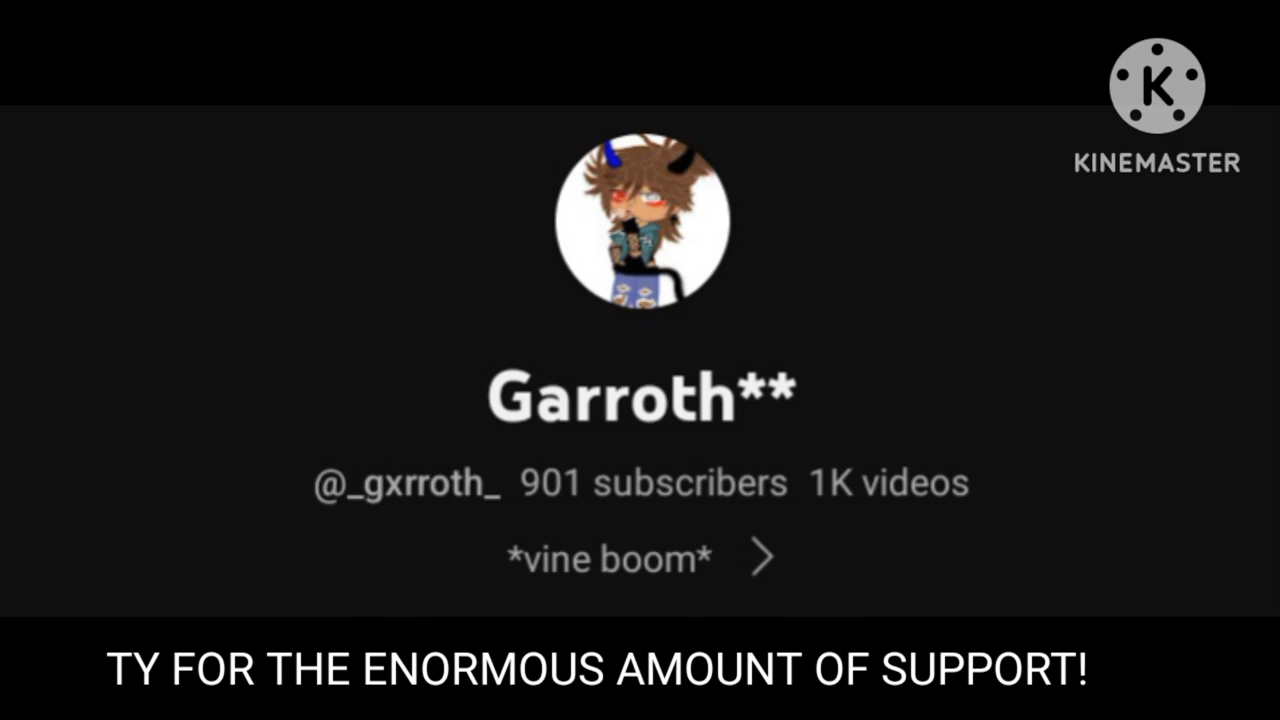 K
KINEMASTER
Garroth**
@_gxrroth_ 901 subscribers 1K videos
*vine boom*
TY FOR THE ENORMOUS AMOUNT OF SUPPORT!